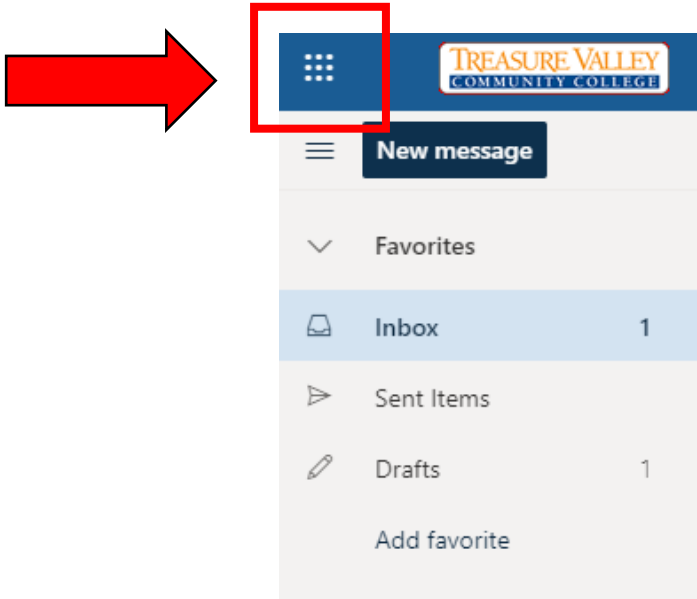 TREASURE VALLEY
COMMUNITY COLLEGE
New message
Favorites
Inbox 1
Sent Items
Drafts 1
Add favorite